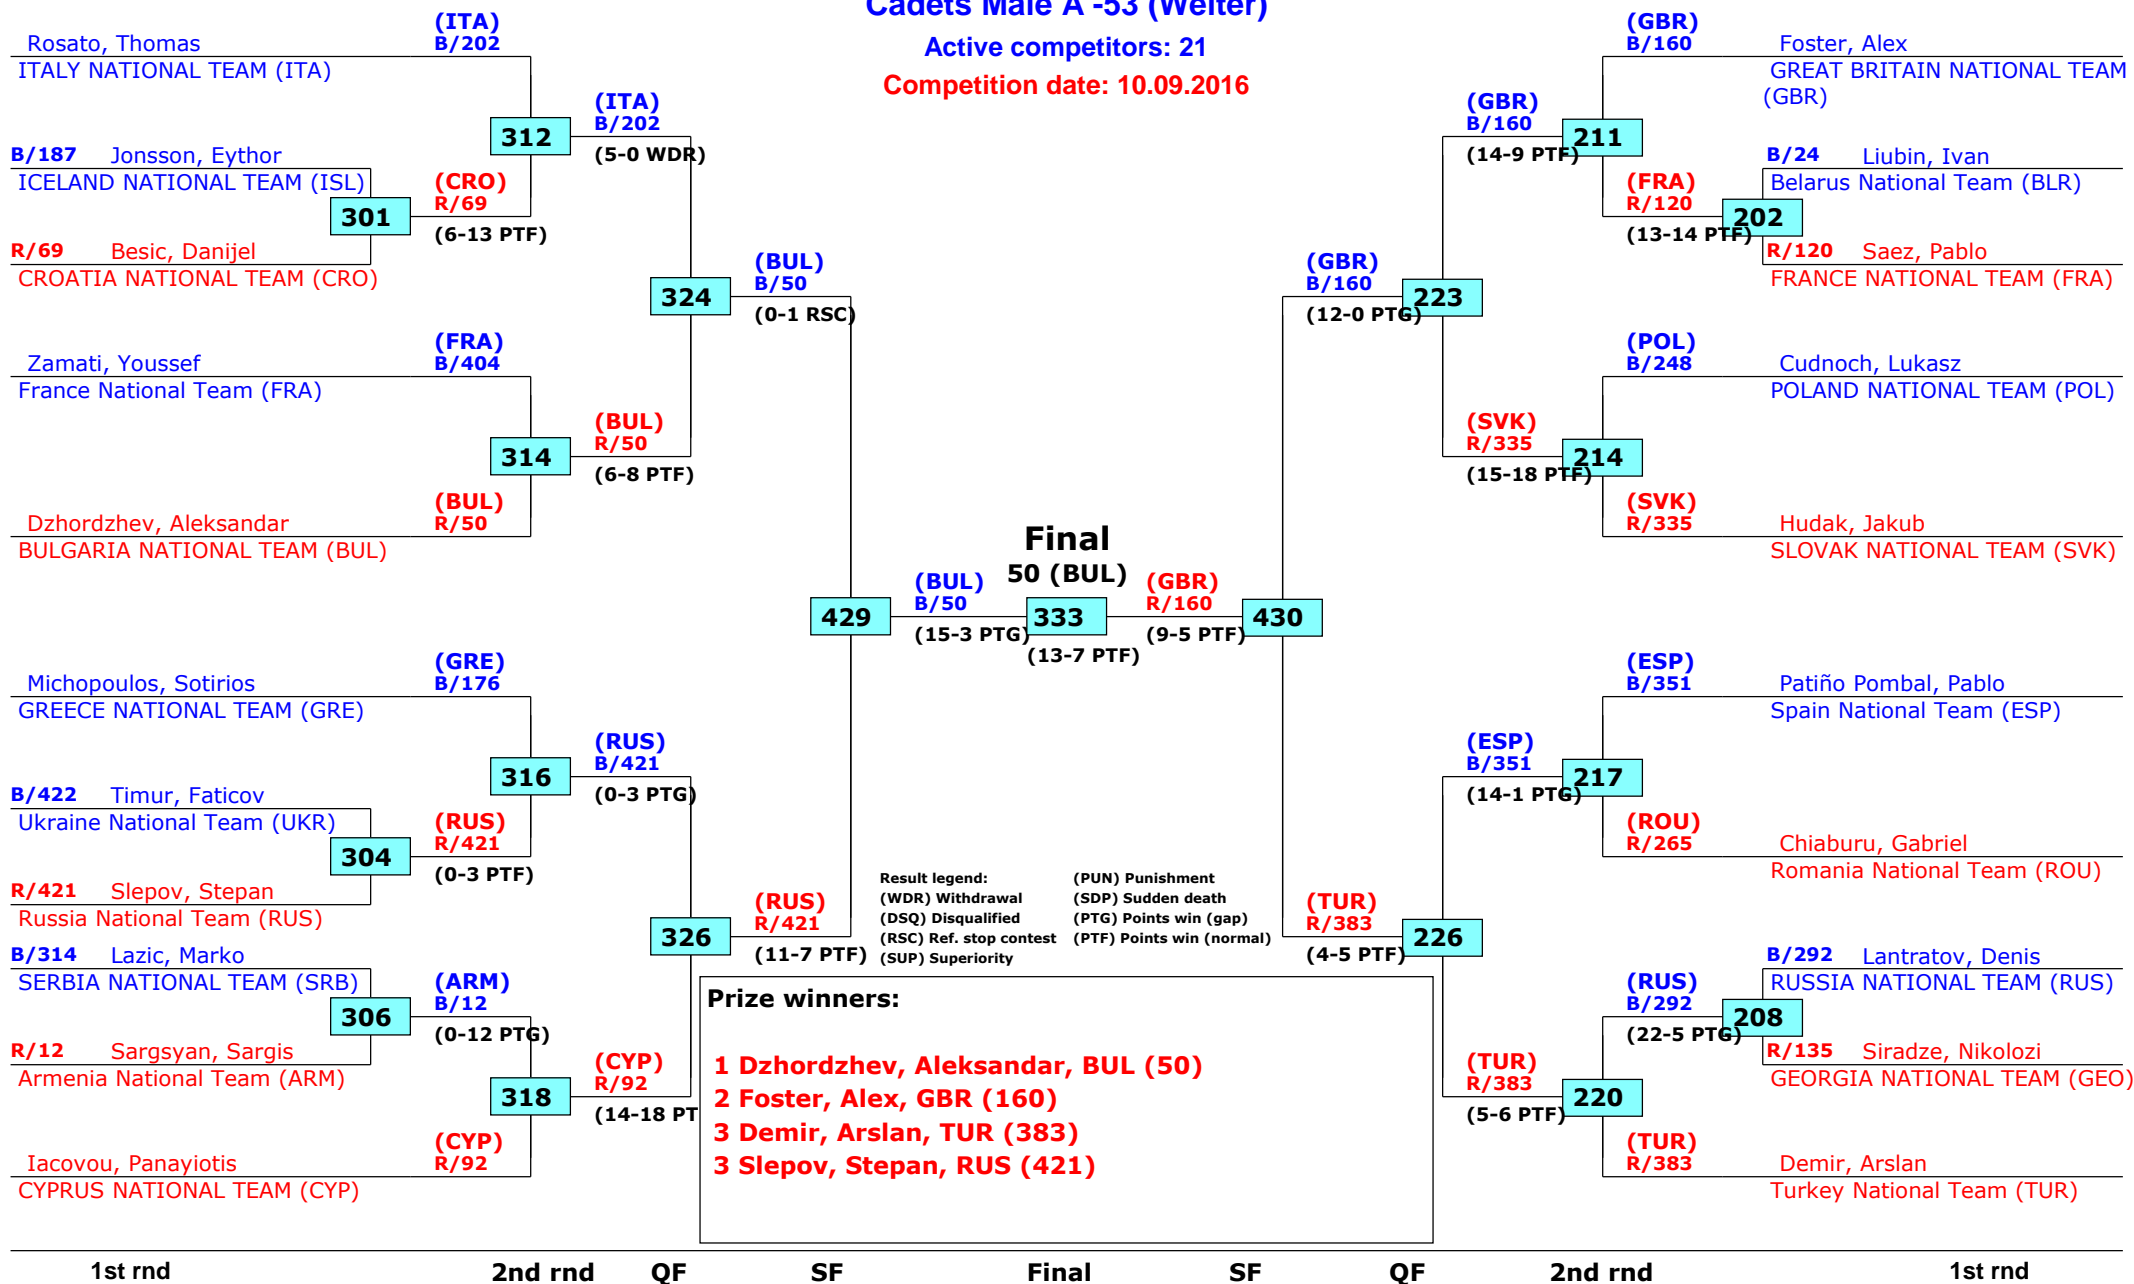 Cadets Male A -53 (Welter)
Active competitors: 21
Competition date: 10.09.2016
Rosato, Thomas
ITALY NATIONAL TEAM (ITA)
(ITA)
B/202
B/187 Jonsson, Eythor
ICELAND NATIONAL TEAM (ISL)
301
R/69 Besic, Danijel
CROATIA NATIONAL TEAM (CRO)
(CRO)
R/69
(6-13 PTF)
312
(ITA)
B/202
(5-0 WDR)
Zamati, Youssef
France National Team (FRA)
(FRA)
B/404
Dzhordzhev, Aleksandar
BULGARIA NATIONAL TEAM (BUL)
(BUL)
R/50
314
(BUL)
R/50
(6-8 PTF)
324
(BUL)
B/50
(0-1 RSC)
Michopoulos, Sotirios
GREECE NATIONAL TEAM (GRE)
(GRE)
B/176
B/422 Timur, Faticov
Ukraine National Team (UKR)
304
R/421 Slepov, Stepan
Russia National Team (RUS)
(RUS)
R/421
(0-3 PTF)
316
(RUS)
B/421
(0-3 PTG)
B/314 Lazic, Marko
SERBIA NATIONAL TEAM (SRB)
306
R/12 Sargsyan, Sargis
Armenia National Team (ARM)
(ARM)
B/12
(0-12 PTG)
Iacovou, Panayiotis
CYPRUS NATIONAL TEAM (CYP)
(CYP)
R/92
318
(CYP)
R/92
(14-18 PT
326
(RUS)
R/421
(11-7 PTF)
429
(BUL)
B/50
(15-3 PTG)
Final
50 (BUL)
333
(13-7 PTF)
(GBR)
R/160
(9-5 PTF)
430
(GBR)
B/160
(12-0 PTG)
223
(GBR)
B/160
(14-9 PTF)
211
(GBR)
B/160
Foster, Alex
GREAT BRITAIN NATIONAL TEAM
(GBR)
B/24 Liubin, Ivan
Belarus National Team (BLR)
(FRA)
R/120
(13-14 PTF)
202
R/120 Saez, Pablo
FRANCE NATIONAL TEAM (FRA)
(POL)
B/248
Cudnoch, Lukasz
POLAND NATIONAL TEAM (POL)
(SVK)
R/335
(15-18 PTF)
214
(SVK)
R/335
Hudak, Jakub
SLOVAK NATIONAL TEAM (SVK)
(ESP)
B/351
Patiño Pombal, Pablo
Spain National Team (ESP)
(ESP)
B/351
(14-1 PTG)
217
(ROU)
R/265
Chiaburu, Gabriel
Romania National Team (ROU)
(TUR)
R/383
(4-5 PTF)
226
B/292 Lantratov, Denis
RUSSIA NATIONAL TEAM (RUS)
(RUS)
B/292
(22-5 PTG)
208
R/135 Siradze, Nikolozi
GEORGIA NATIONAL TEAM (GEO)
(TUR)
R/383
(5-6 PTF)
220
(TUR)
R/383
Demir, Arslan
Turkey National Team (TUR)
Result legend: (PUN) Punishment
(WDR) Withdrawal (SDP) Sudden death
(DSQ) Disqualified (PTG) Points win (gap)
(RSC) Ref. stop contest (PTF) Points win (normal)
(SUP) Superiority
Prize winners:
1 Dzhordzhev, Aleksandar, BUL (50)
2 Foster, Alex, GBR (160)
3 Demir, Arslan, TUR (383)
3 Slepov, Stepan, RUS (421)
1st rnd 2nd rnd QF SF Final SF QF 2nd rnd 1st rnd